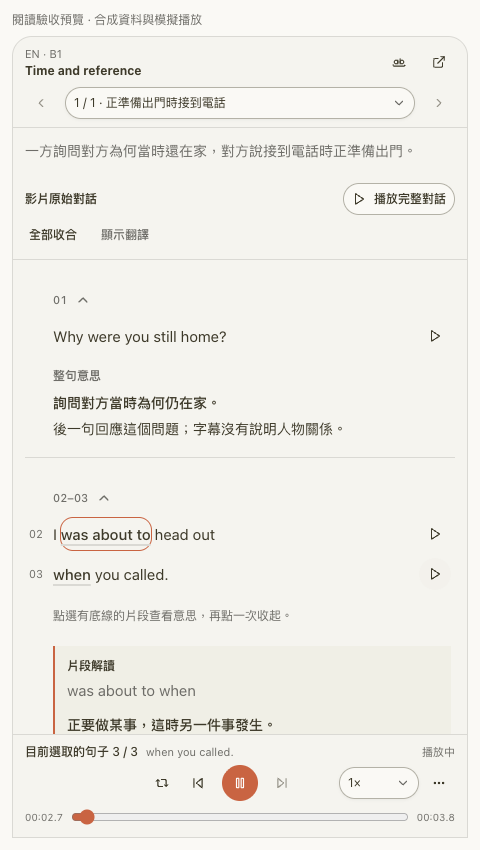 閱讀驗收預覽 · 合成資料與模擬播放
EN · B1
Time and reference
ab
1 / 1 · 正準備出門時接到電話
一方詢問對方為何當時還在家，對方說接到電話時正準備出門。
影片原始對話
播放完整對話
全部收合 顯示翻譯
01
Why were you still home?
整句意思
詢問對方當時為何仍在家。
後一句回應這個問題；字幕沒有說明人物關係。
02–03
02 I was about to head out
03 when you called.
點選有底線的片段查看意思，再點一次收起。
片段解讀
was about to when
正要做某事，這時另一件事發生。
目前選取的句子 3 / 3 when you called. 播放中
1x
00:02.7 00:03.8